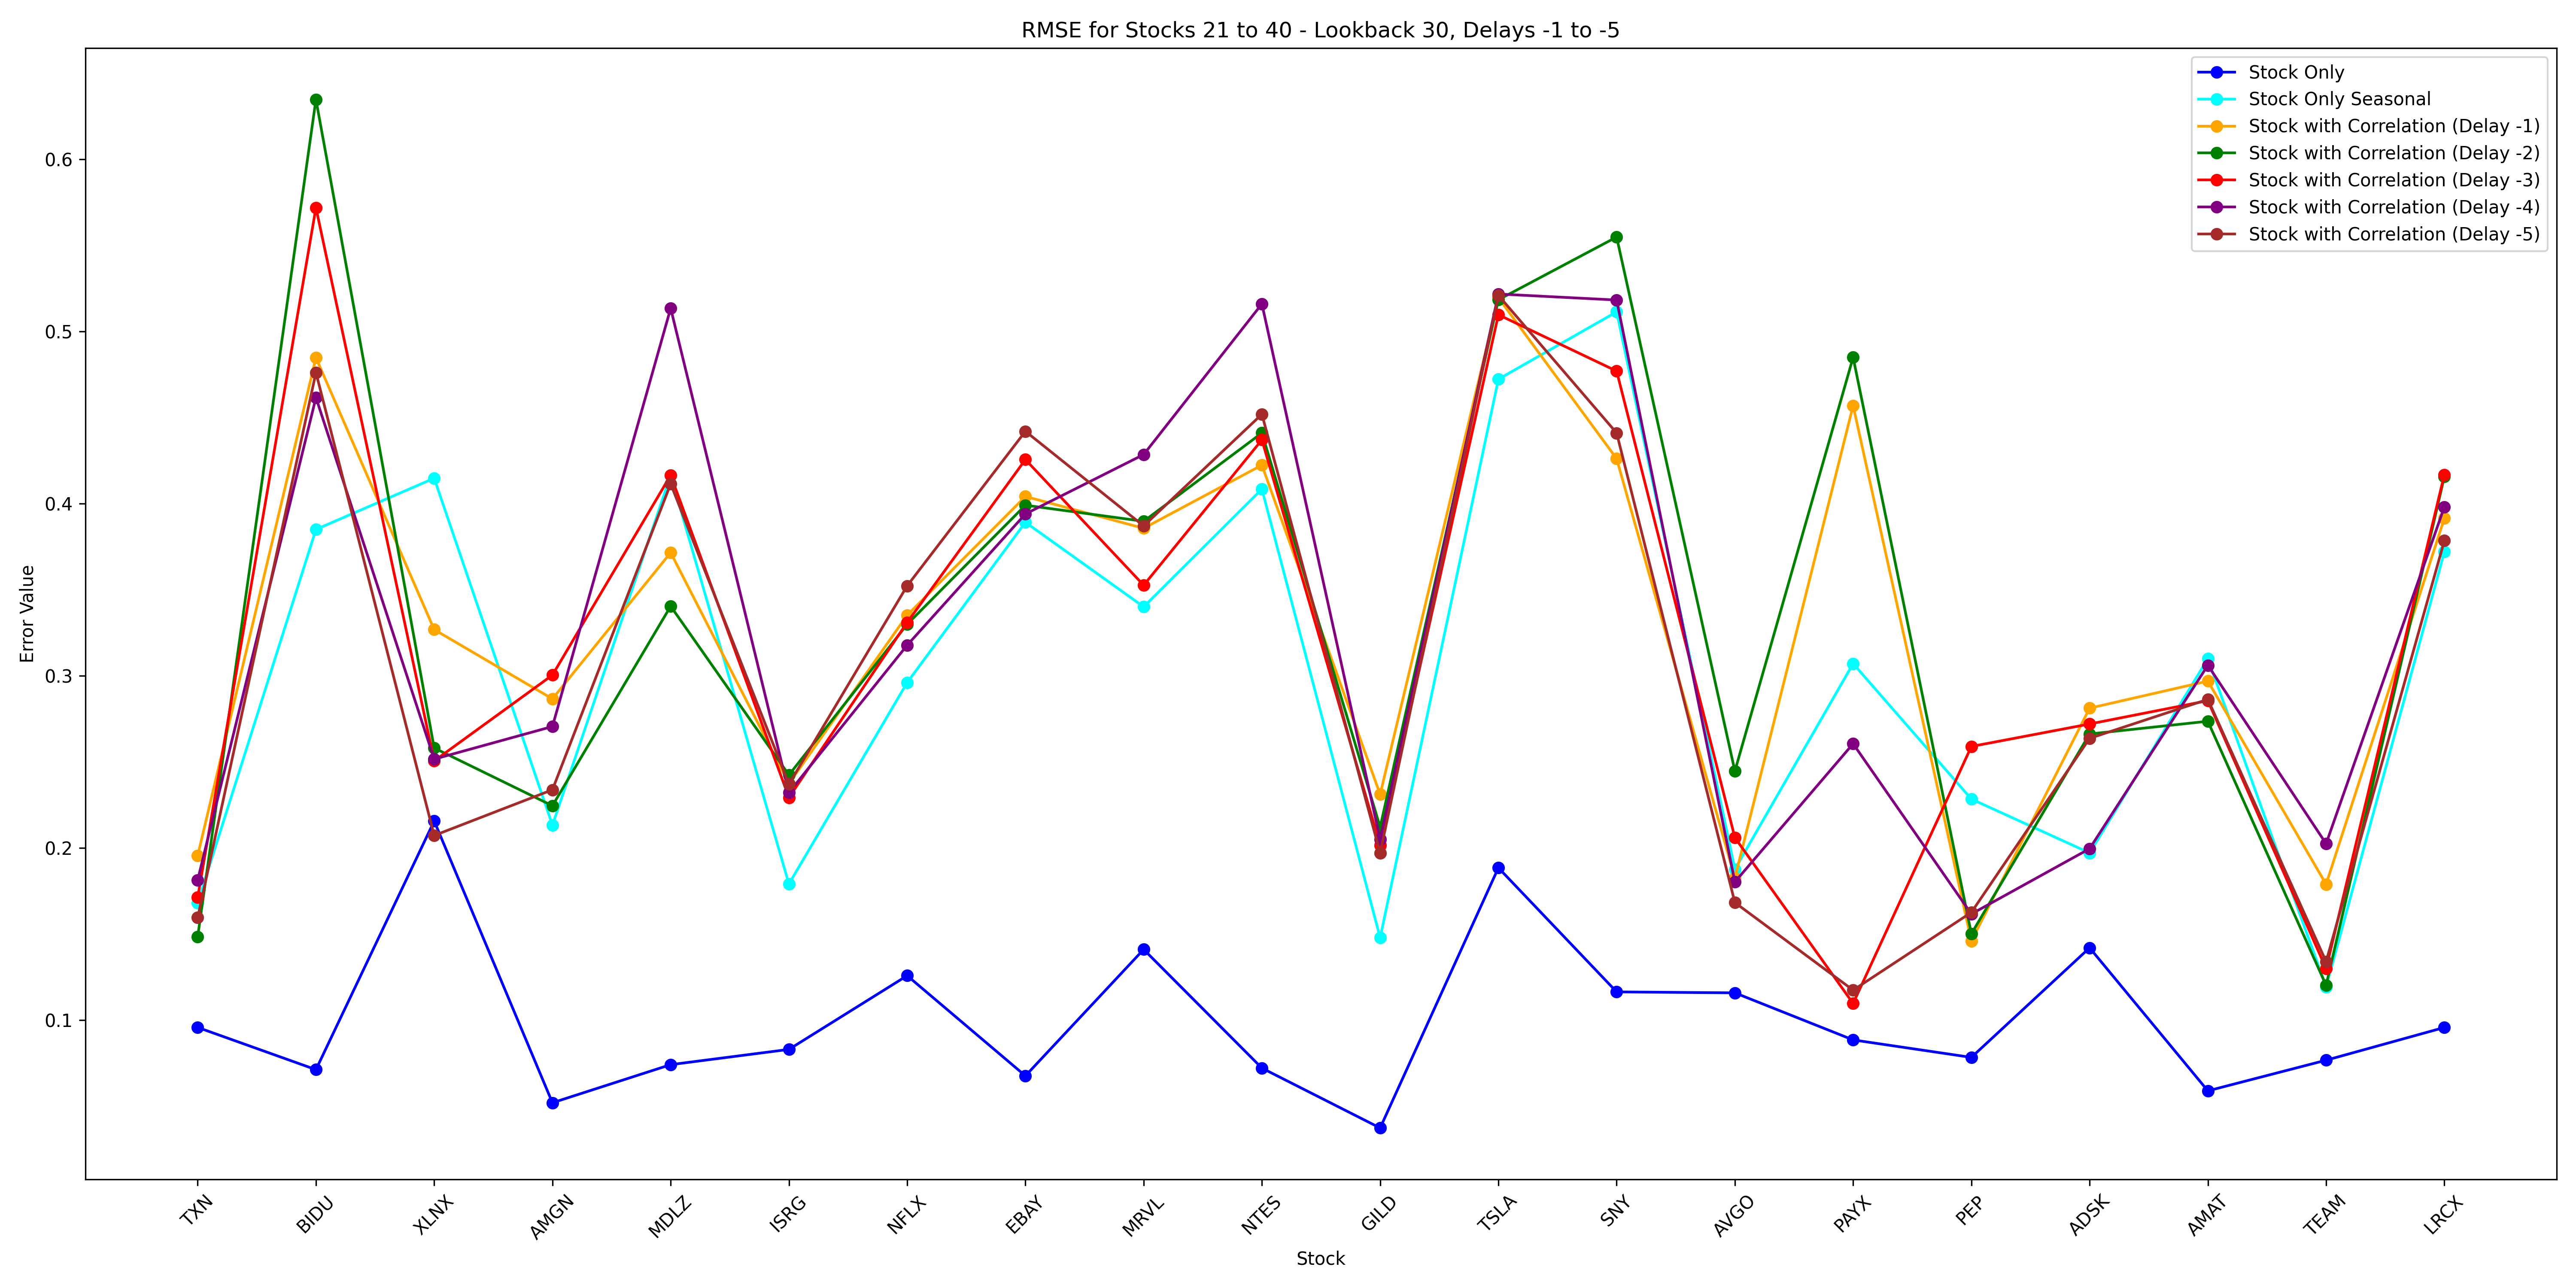 RMSE for Stocks 21 to 40 - Lookback 30, Delays -1 to -5
Stock Only
Stock Only Seasonal
Stock with Correlation (Delay -1)
Stock with Correlation (Delay -2)
Stock with Correlation (Delay -3)
Stock with Correlation (Delay -4)
Stock with Correlation (Delay -5)
Error Value
0.6
0.5
0.4
0.3
0.2
0.1
TXN
BIDU
XLNX
AMGN
MDLZ
ISRG
NFLX
EBAY
MRVL
NTES
GILD
TSLA
SNY
AVGO
PAYX
PEP
ADSK
AMAT
TEAM
LRCX
Stock